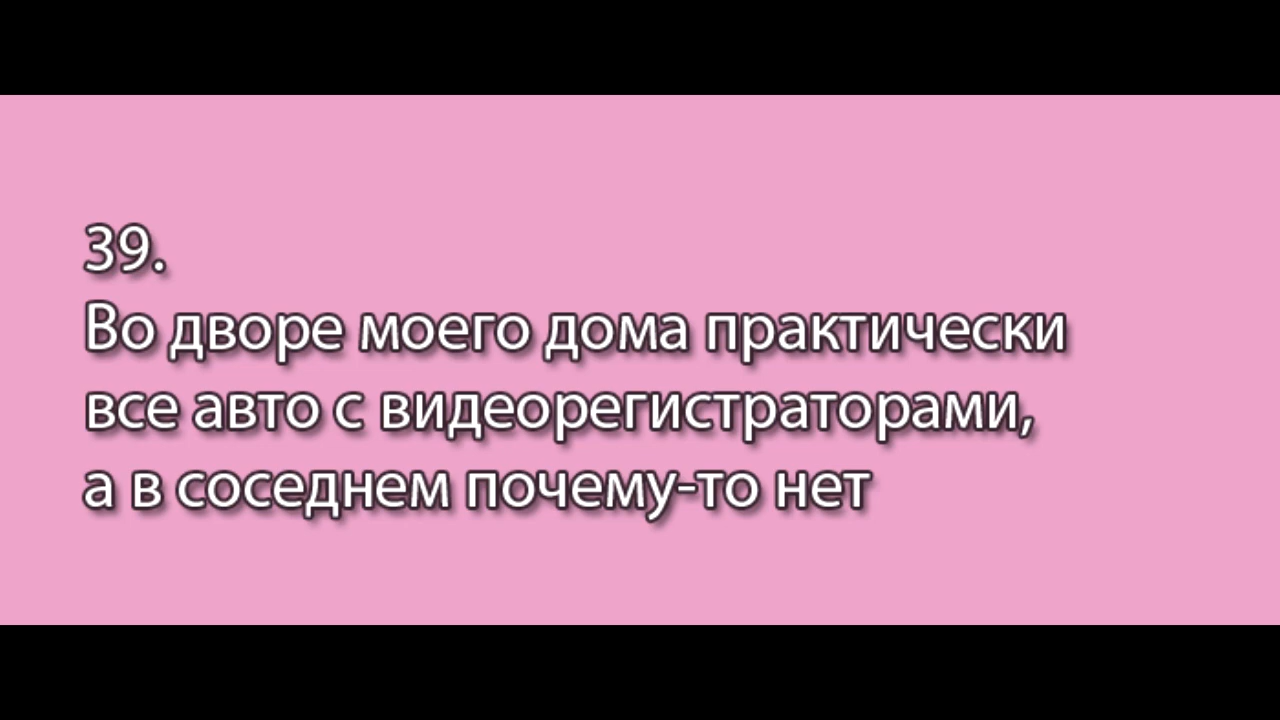 39.
Во дворе моего дома практически
все авто с видеорегистраторами,
а в соседнем почему-то нет